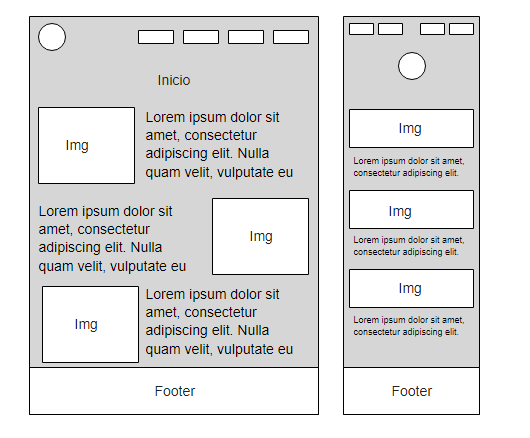 Inicio
Img
Lorem ipsum dolor sit
amet, consectetur
adipiscing elit. Nulla
quam velit, vulputate eu
Lorem ipsum dolor sit
amet, consectetur
adipiscing elit. Nulla
quam velit, vulputate eu
Img
Img
Lorem ipsum dolor sit
amet, consectetur
adipiscing elit. Nulla
quam velit, vulputate eu
Footer
Img
Lorem ipsum dolor sit amet,
consectetur adipiscing elit.
Img
Lorem ipsum dolor sit amet,
consectetur adipiscing elit.
Img
Lorem ipsum dolor sit amet,
consectetur adipiscing elit.
Footer